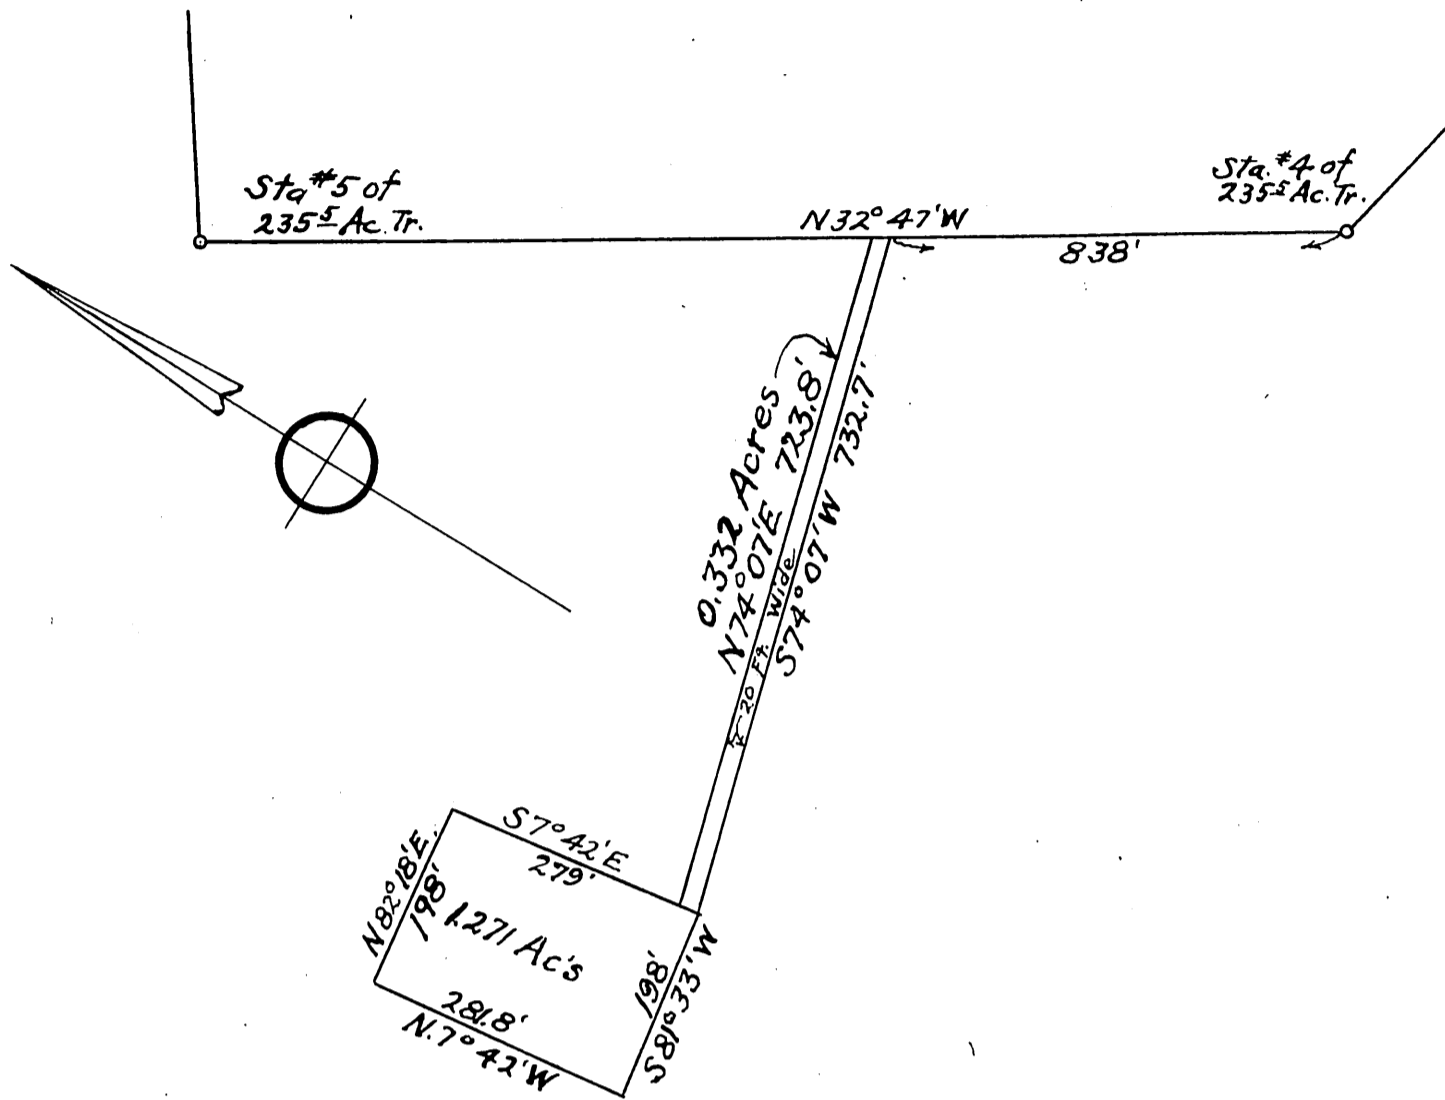 Sta #5 of
235 5 Ac. Tr.
Sta. #4 of
235 5 Ac. Tr.
N32° 47' W
838'
0.332 Acres
N74° 07' E 723.8'
20 Ft. Wide
S74° 07' W 732.7'
S7° 42' E
279'
N82° 18' E.
198'
1.271 Ac's
198'
S81° 33' W
281.8'
N.7° 42' W